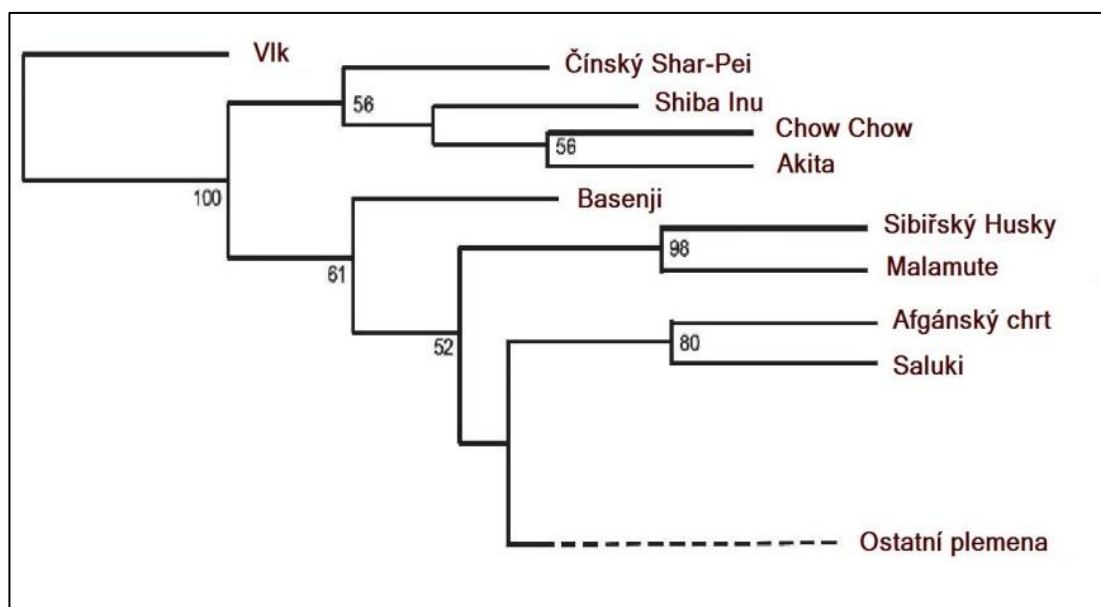 Vlk
Čínský Shar-Pei
56
Shiba Inu
Chow Chow
56
Akita
100
Basenji
Sibiřský Husky
98
Malamute
61
Afgánský chrt
52
80
Saluki
Ostatní plemena